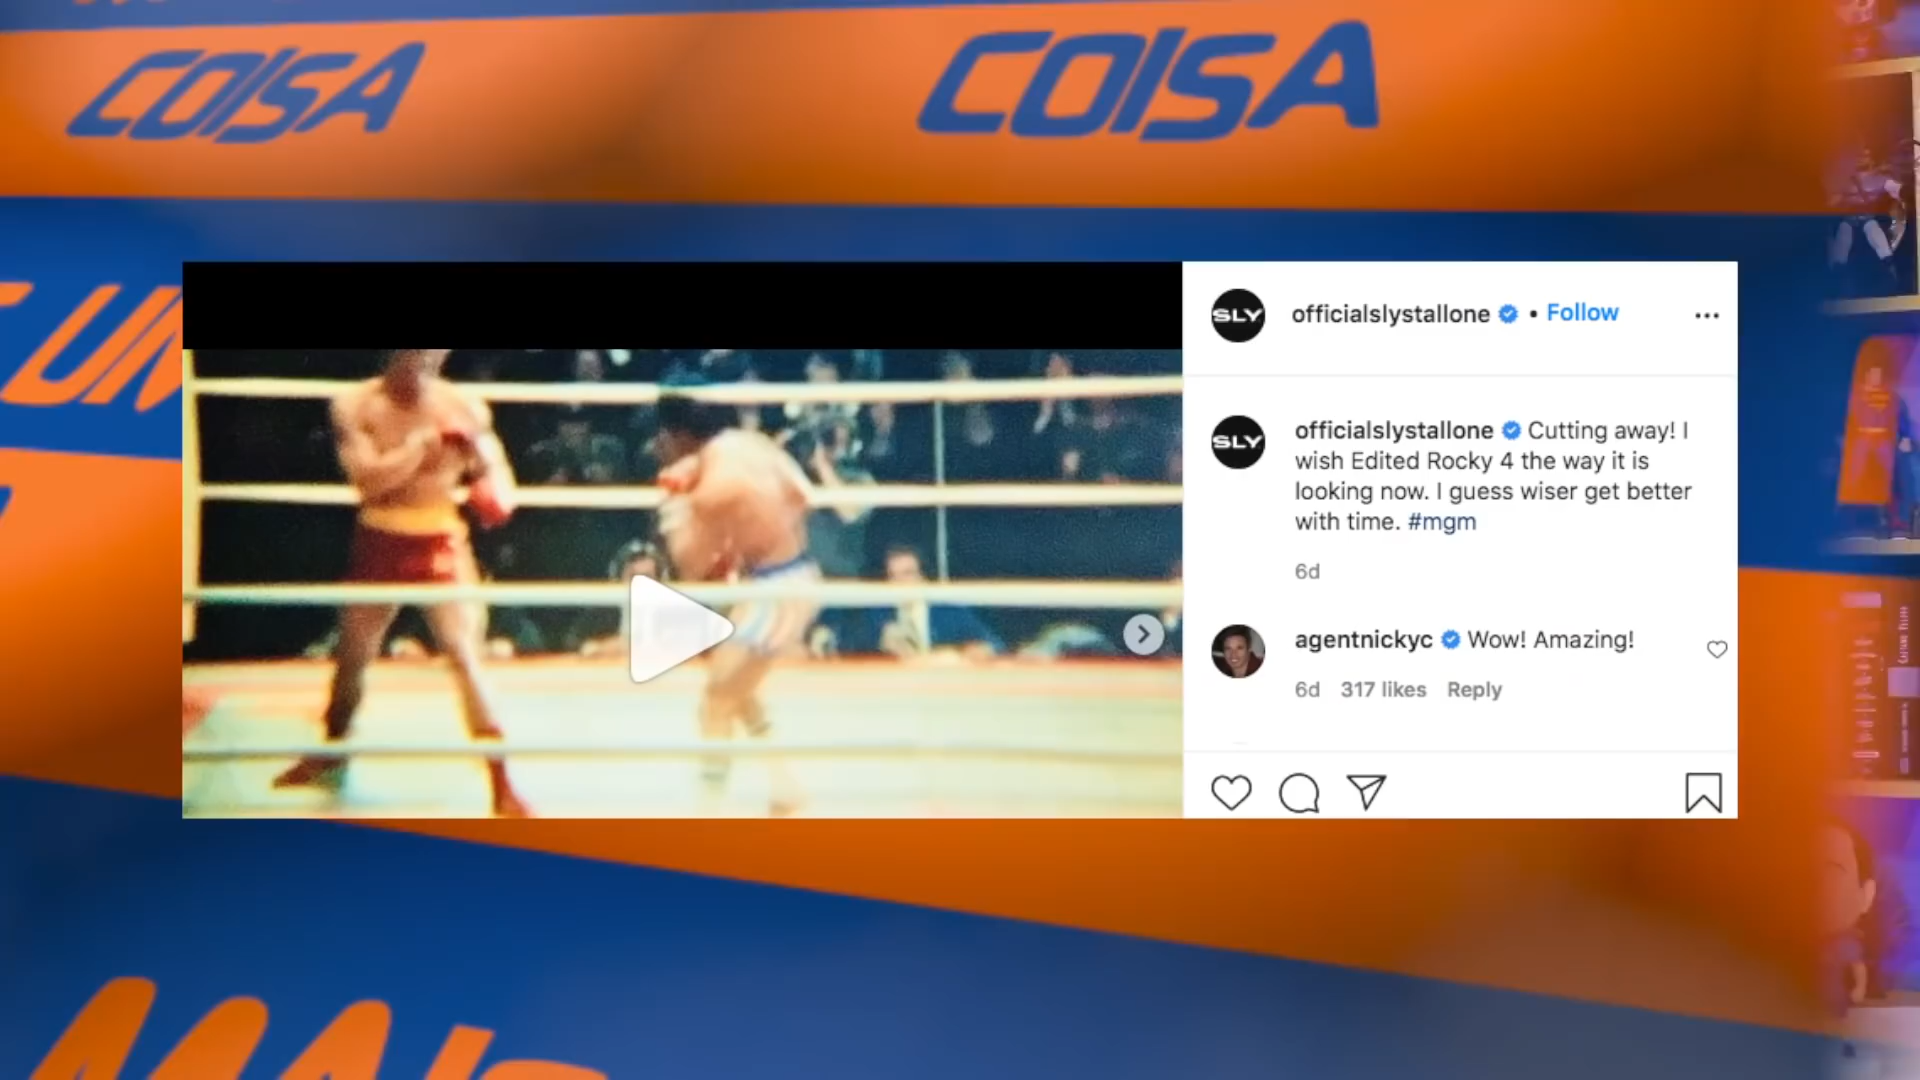 COISA
COISA
UM
SLY
officialslystallone • Follow
SLY
officialslystallone Cutting away! I
wish Edited Rocky 4 the way it is
looking now. I guess wiser get better
with time. #mgm
6d
agentnickyc Wow! Amazing!
6d 317 likes Reply